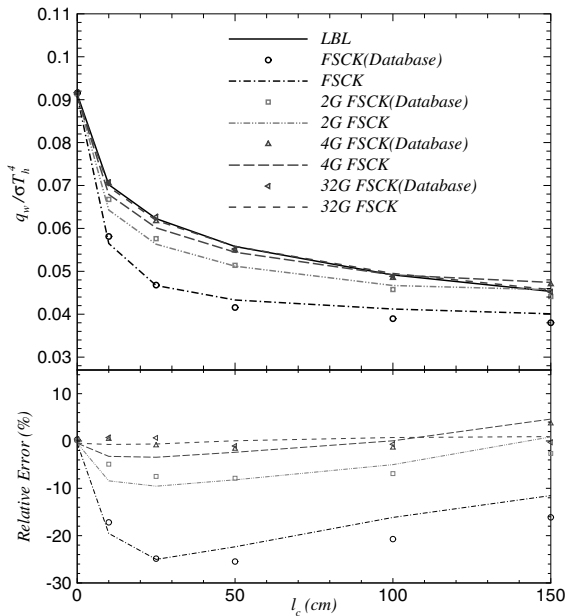 0.1
0.09
0.08
0.07
0.06
0.05
0.04
0.03
q_w/σT_h^4
LBL
FSCK(Database)
FSCK
2G FSCK(Database)
2G FSCK
4G FSCK(Database)
4G FSCK
32G FSCK(Database)
32G FSCK
10
0
-10
-20
-30
Relative Error (%)
0 50 100 150
l_c (cm)